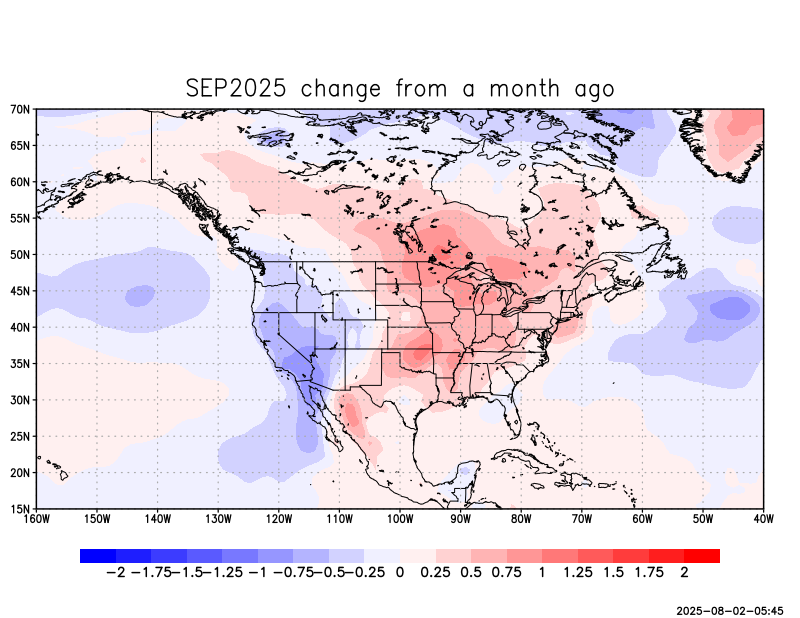 SEP2025 change from a month ago
70N
65N
60N
55N
50N
45N
40N
35N
30N
25N
20N
15N
160W 150W 140W 130W 120W 110W 100W 90W 80W 70W 60W 50W 40W
-2 -1.75 -1.5 -1.25 -1 -0.75 -0.5 -0.25 0 0.25 0.5 0.75 1 1.25 1.5 1.75 2
2025-08-02-05:45